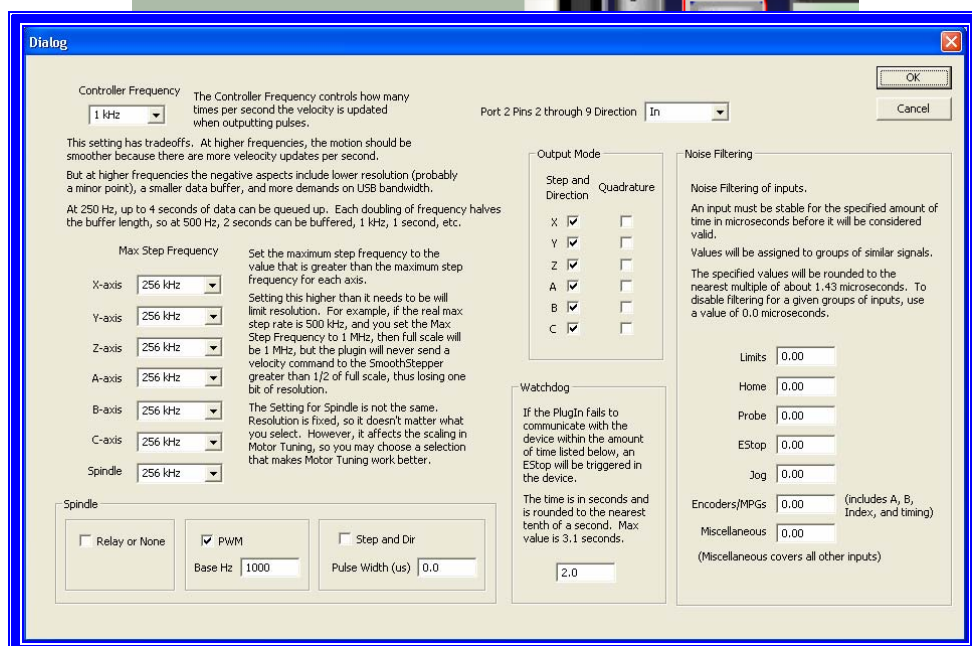 Dialog
OK
Cancel
Controller Frequency
1 kHz
The Controller Frequency controls how many
times per second the velocity is updated
when outputting pulses.
Port 2 Pins 2 through 9 Direction In
This setting has tradeoffs. At higher frequencies, the motion should be
smoother because there are more veleocity updates per second.
But at higher frequencies the negative aspects include lower resolution (probably
a minor point), a smaller data buffer, and more demands on USB bandwidth.
At 250 Hz, up to 4 seconds of data can be queued up. Each doubling of frequency halves
the buffer length, so at 500 Hz, 2 seconds can be buffered, 1 kHz, 1 second, etc.
Max Step Frequency
X-axis 256 kHz
Y-axis 256 kHz
Z-axis 256 kHz
A-axis 256 kHz
B-axis 256 kHz
C-axis 256 kHz
Spindle 256 kHz
Set the maximum step frequency to the
value that is greater than the maximum step
frequency for each axis.
Setting this higher than it needs to be will
limit resolution. For example, if the real max
step rate is 500 kHz, and you set the Max
Step Frequency to 1 MHz, then full scale will
be 1 MHz, but the plugin will never send a
velocity command to the SmoothStepper
greater than 1/2 of full scale, thus losing one
bit of resolution.
The Setting for Spindle is not the same.
Resolution is fixed, so it doesn't matter what
you select. However, it affects the scaling in
Motor Tuning, so you may choose a selection
that makes Motor Tuning work better.
Output Mode
Step and
Direction
Quadrature
X
Y
Z
A
B
C
Noise Filtering
Noise Filtering of inputs.
An input must be stable for the specified amount of
time in microseconds before it will be considered
valid.
Values will be assigned to groups of similar signals.
The specified values will be rounded to the
nearest multiple of about 1.43 microseconds. To
disable filtering for a given groups of inputs, use
a value of 0.0 microseconds.
Limits 0.00
Home 0.00
Probe 0.00
EStop 0.00
Jog 0.00
Encoders/MPGs 0.00 (includes A, B,
Index, and timing)
Miscellaneous 0.00
(Miscellaneous covers all other inputs)
Watchdog
If the PlugIn fails to
communicate with the
device within the amount
of time listed below, an
EStop will be triggered in
the device.
The time is in seconds and
is rounded to the nearest
tenth of a second. Max
value is 3.1 seconds.
2.0
Spindle
Relay or None
PWM
Base Hz 1000
Step and Dir
Pulse Width (us) 0.0